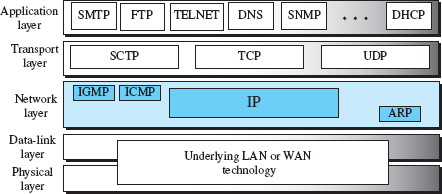 Application
layer
SMTP
FTP
TELNET
DNS
SNMP
...
DHCP
Transport
layer
SCTP
TCP
UDP
Network
layer
IGMP
ICMP
IP
ARP
Data-link
layer
Underlying LAN or WAN
technology
Physical
layer